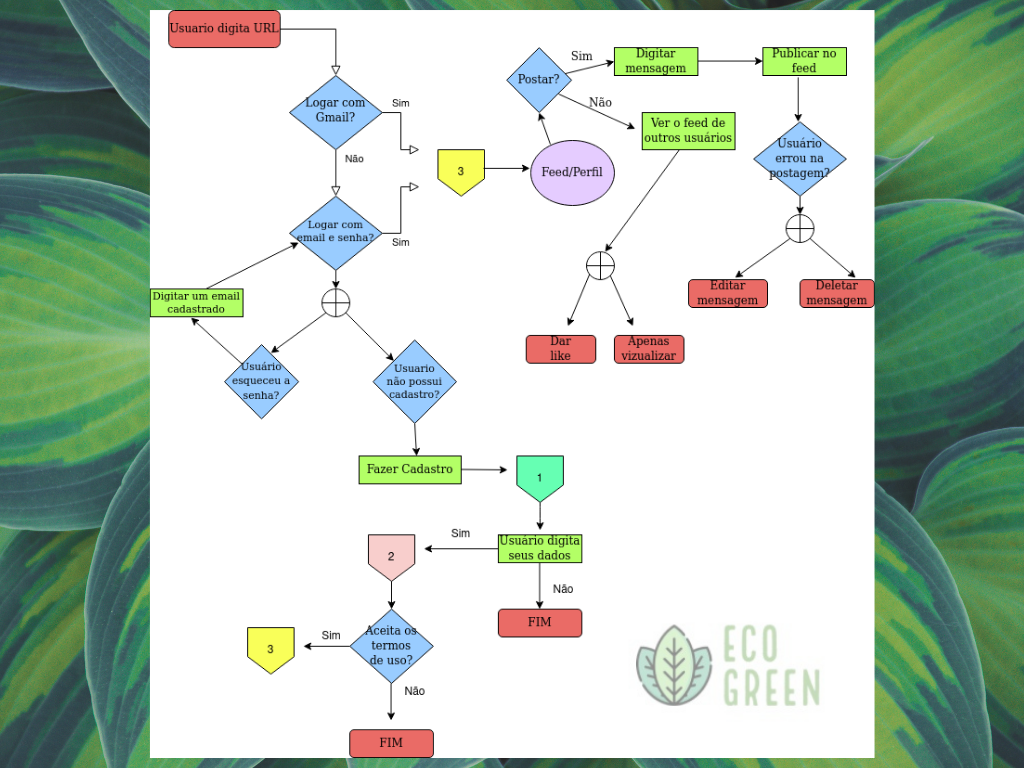 Usuario digita URL
Logar com
Gmail?
Sim
Não
Logar com
email e senha?
Sim
Digitar um email
cadastrado
Usuário
esqueceu a
senha?
Usuario
não possui
cadastro?
Fazer Cadastro
1
Usuário digita
seus dados
Sim
Não
FIM
2
Aceita os
termos
de uso?
Sim
3
Não
FIM
3
Feed/Perfil
Postar?
Sim
Digitar
mensagem
Publicar no
feed
Não
Ver o feed de
outros usuários
Usuário
errou na
postagem?
Editar
mensagem
Deletar
mensagem
Dar
like
Apenas
vizualizar
ECO
GREEN